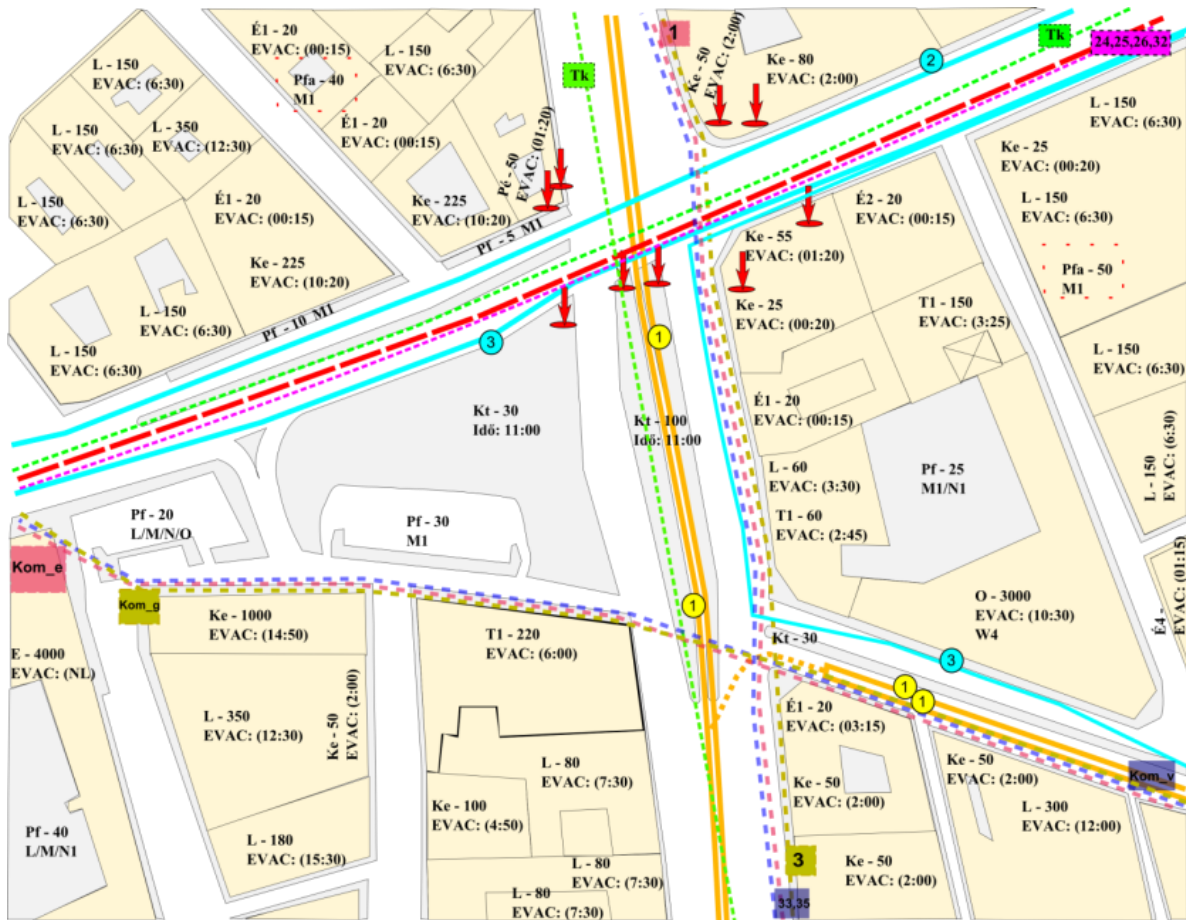 É1 - 20
EVAC: (00:15)
L - 150
EVAC: (6:30)
1
Ke - 50
EVAC: (2:00)
Ke - 80
EVAC: (2:00)
2
Tk
24,25,26,32
L - 150
EVAC: (6:30)
Pfa - 40
M1
Tk
L - 150
EVAC: (6:30)
L - 150
EVAC: (6:30)
L - 350
EVAC: (12:30)
É1 - 20
EVAC: (00:15)
Ke - 25
EVAC: (00:20)
Pé - 50
EVAC: (01:20)
L - 150
EVAC: (6:30)
É1 - 20
EVAC: (00:15)
Ke - 225
EVAC: (10:20)
É2 - 20
EVAC: (00:15)
L - 150
EVAC: (6:30)
Pf - 5 M1
Ke - 55
EVAC: (01:20)
Ke - 225
EVAC: (10:20)
Pfa - 50
M1
L - 150
EVAC: (6:30)
Pf - 10 M1
Ke - 25
EVAC: (00:20)
T1 - 150
EVAC: (3:25)
L - 150
EVAC: (6:30)
3
1
L - 150
EVAC: (6:30)
Kt - 30
Idő: 11:00
Kt - 100
Idő: 11:00
É1 - 20
EVAC: (00:15)
L - 150
EVAC: (6:30)
L - 60
EVAC: (3:30)
Pf - 25
M1/N1
Pf - 20
L/M/N/O
Pf - 30
M1
T1 - 60
EVAC: (2:45)
Kom_e
Kom_g
É4 -
EVAC: (01:15)
O - 3000
EVAC: (10:30)
W4
Ke - 1000
EVAC: (14:50)
1
T1 - 220
EVAC: (6:00)
Kt - 30
E - 4000
EVAC: (NL)
3
1
1
L - 350
EVAC: (12:30)
Ke - 50
EVAC: (2:00)
É1 - 20
EVAC: (03:15)
L - 80
EVAC: (7:30)
Ke - 50
EVAC: (2:00)
Kom_v
Ke - 50
EVAC: (2:00)
Ke - 100
EVAC: (4:50)
L - 300
EVAC: (12:00)
Pf - 40
L/M/N1
L - 180
EVAC: (15:30)
L - 80
EVAC: (7:30)
3
Ke - 50
EVAC: (2:00)
L - 80
EVAC: (7:30)
33,35